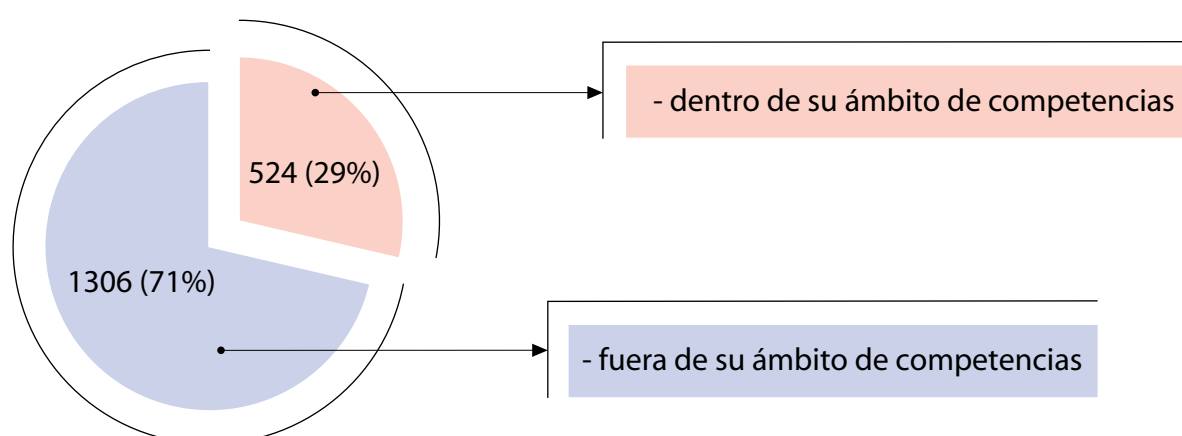 - dentro de su ámbito de competencias
524 (29%)
1306 (71%)
- fuera de su ámbito de competencias